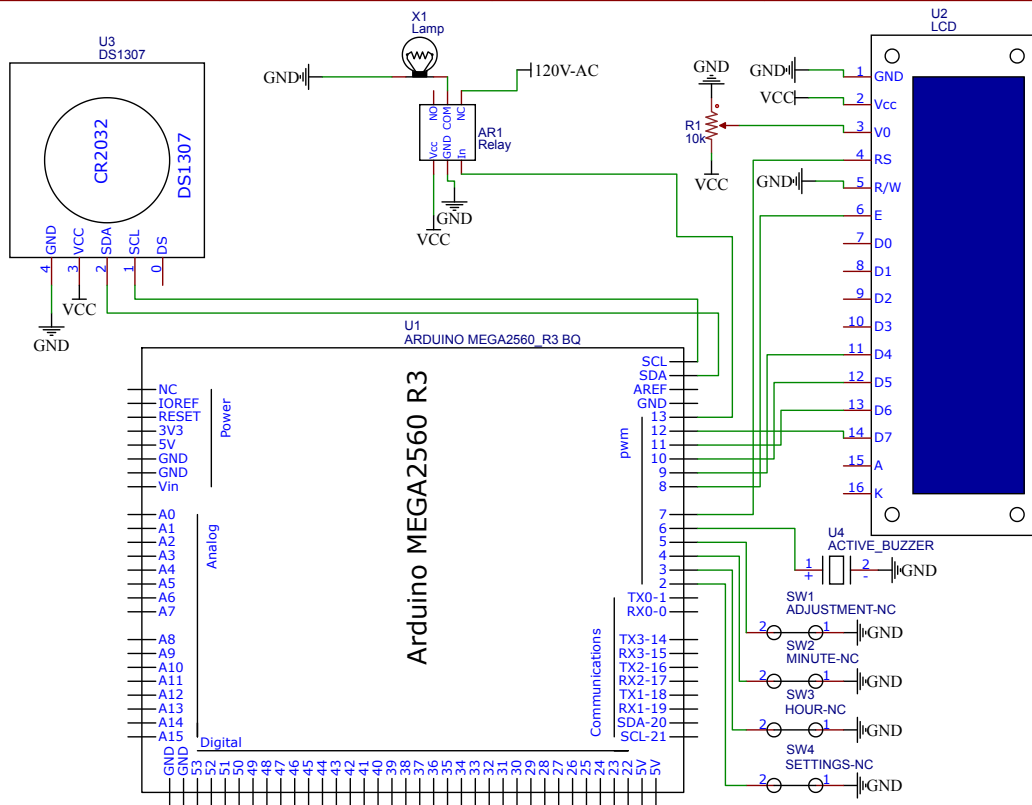 U3
DS1307
CR2032
DS1307
GND
VCC
SDA
SCL
DS
4
3
2
1
0
VCC
GND
X1
Lamp
GND
120V-AC
NO
COM
NC
AR1
Relay
Vcc
GND
In
GND
VCC
GND
R1
10k
VCC
U2
LCD
GND
1 GND
VCC
2 Vcc
3 V0
4 RS
GND
5 R/W
6 E
7 D0
8 D1
9 D2
10 D3
11 D4
12 D5
13 D6
14 D7
15 A
16 K
U1
ARDUINO MEGA2560_R3 BQ
Arduino MEGA2560 R3
NC
IOREF
RESET
3V3
5V
GND
GND
Vin
Power
A0
A1
A2
A3
A4
A5
A6
A7
Analog
A8
A9
A10
A11
A12
A13
A14
A15
Digital
GND
GND
53
52
51
50
49
48
47
46
45
44
43
42
41
40
39
38
37
36
35
34
33
32
31
30
29
28
27
26
25
24
23
22
5V
5V
SCL
SDA
AREF
GND
13
12
11
10
9
8
pwm
7
6
5
4
3
2
TX0-1
RX0-0
Communications
TX3-14
RX3-15
TX2-16
RX2-17
TX1-18
RX1-19
SDA-20
SCL-21
U4
ACTIVE_BUZZER
1
+
2
-
GND
SW1
ADJUSTMENT-NC
2 1 GND
SW2
MINUTE-NC
2 1 GND
SW3
HOUR-NC
2 1 GND
SW4
SETTINGS-NC
2 1 GND